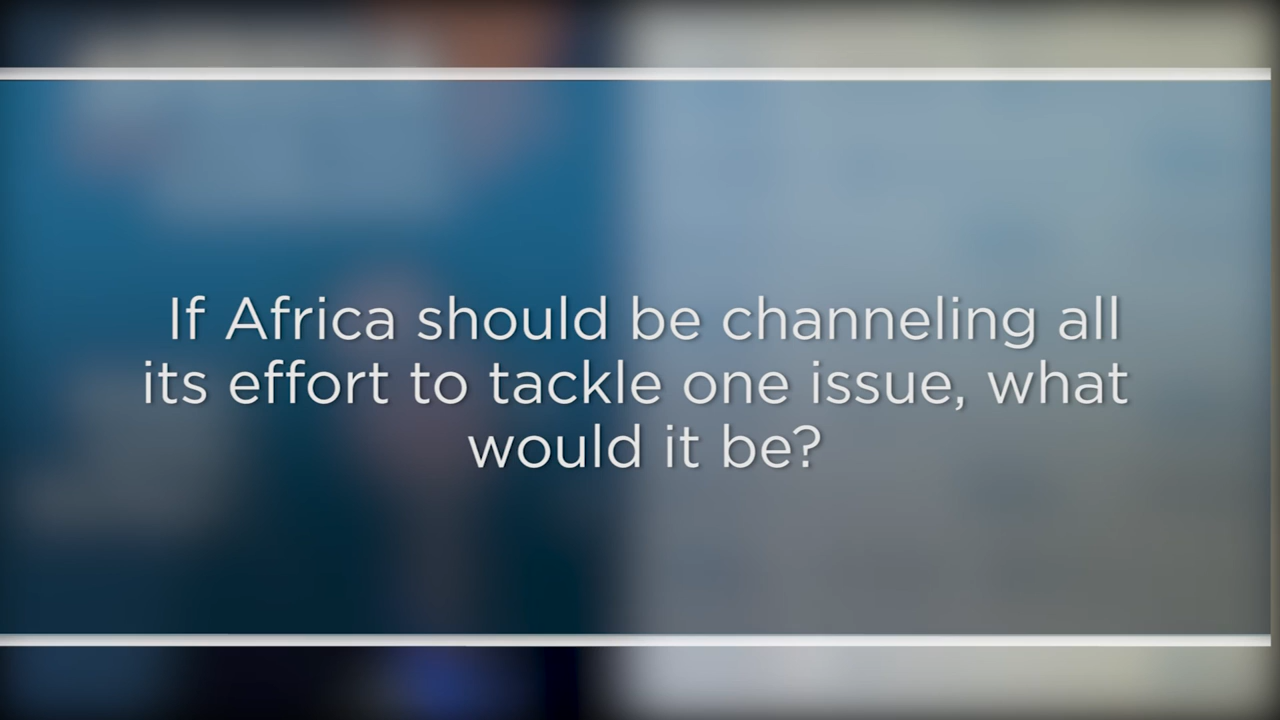 If Africa should be channeling all
its effort to tackle one issue, what
would it be?